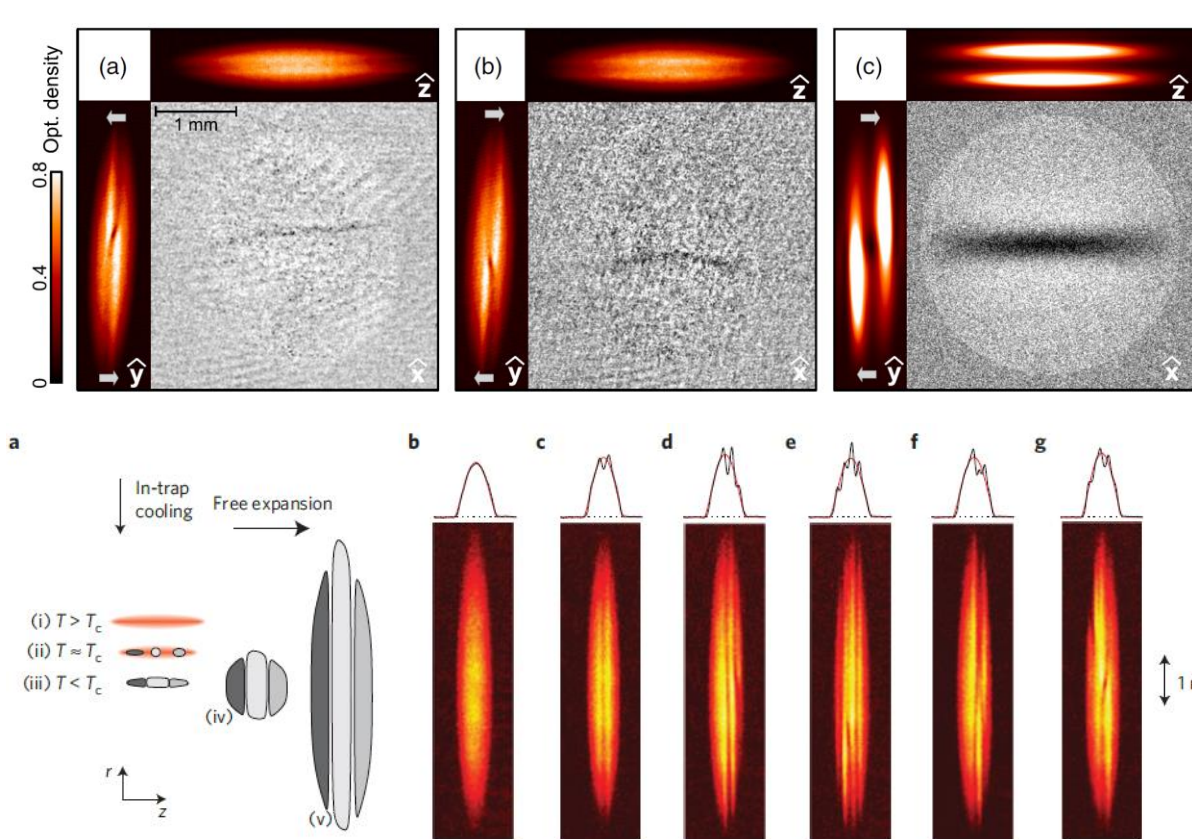 Opt. density
0.8
0.4
0
(a)
ẑ
1 mm
ŷ
x̂
(b)
ẑ
ŷ
x̂
(c)
ẑ
ŷ
x̂
a
In-trap
cooling
Free expansion
(i) T > Tc
(ii) T ≈ Tc
(iii) T < Tc
(iv)
(v)
r
z
b
c
d
e
f
g